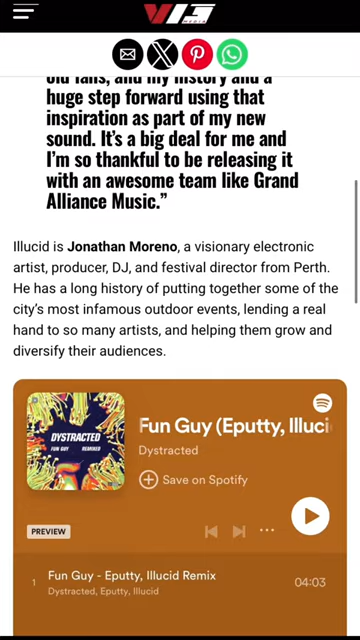 V13
MEDIA
old fans, and my history and a
huge step forward using that
inspiration as part of my new
sound. It’s a big deal for me and
I’m so thankful to be releasing it
with an awesome team like Grand
Alliance Music.”
Illucid is Jonathan Moreno, a visionary electronic
artist, producer, DJ, and festival director from Perth.
He has a long history of putting together some of the
city’s most infamous outdoor events, lending a real
hand to so many artists, and helping them grow and
diversify their audiences.
DYSTRACTED
FUN GUY REMIXED
Fun Guy (Eputty, Illuci
Dystracted
Save on Spotify
PREVIEW
1 Fun Guy - Eputty, Illucid Remix 04:03
Dystracted, Eputty, Illucid